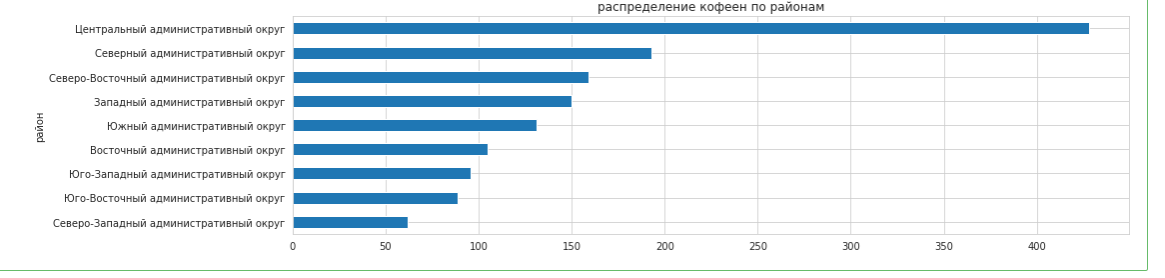 распределение кофеен по районам
Центральный административный округ
Северный административный округ
Северо-Восточный административный округ
Западный административный округ
Южный административный округ
Восточный административный округ
Юго-Западный административный округ
Юго-Восточный административный округ
Северо-Западный административный округ
район
0 50 100 150 200 250 300 350 400